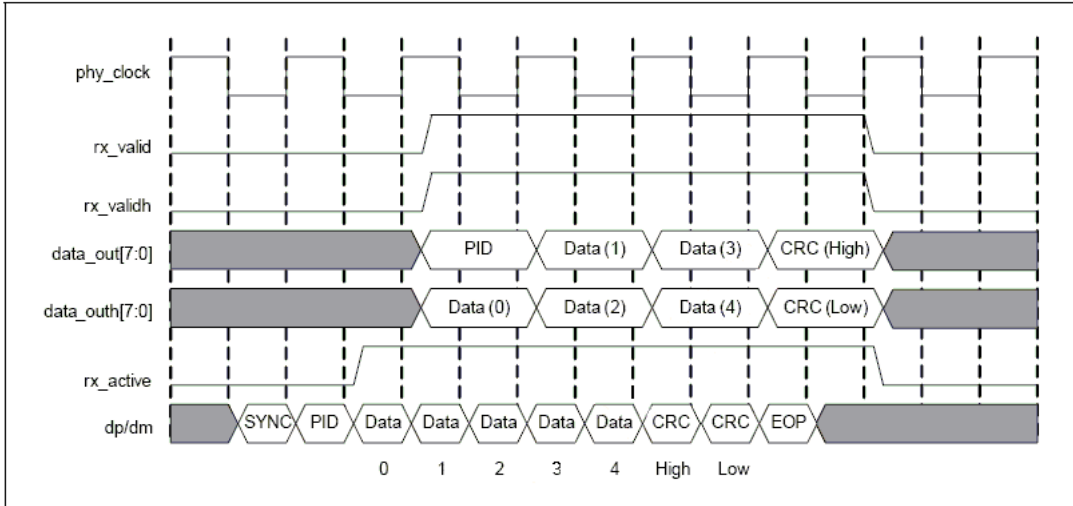 phy_clock
rx_valid
rx_validh
data_out[7:0] PID Data (1) Data (3) CRC (High)
data_outh[7:0] Data (0) Data (2) Data (4) CRC (Low)
rx_active
dp/dm SYNC PID Data Data Data Data Data CRC CRC EOP
0 1 2 3 4 High Low